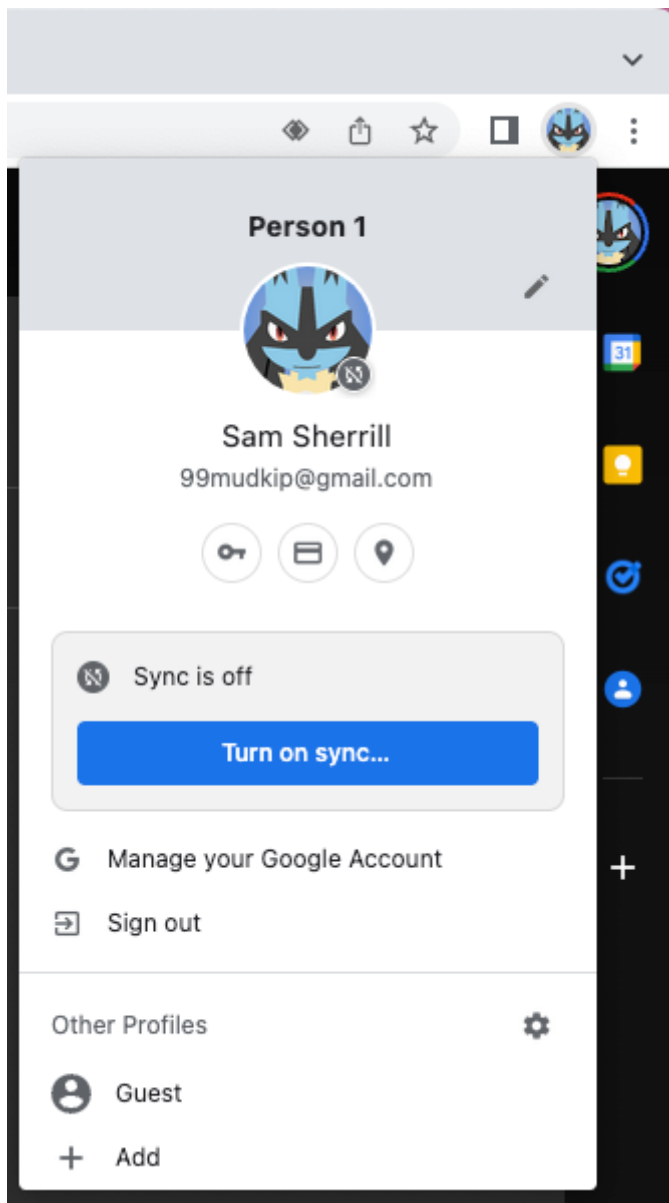 Person 1
Sam Sherrill
99mudkip@gmail.com
Sync is off
Turn on sync...
Manage your Google Account
Sign out
Other Profiles
Guest
Add
31